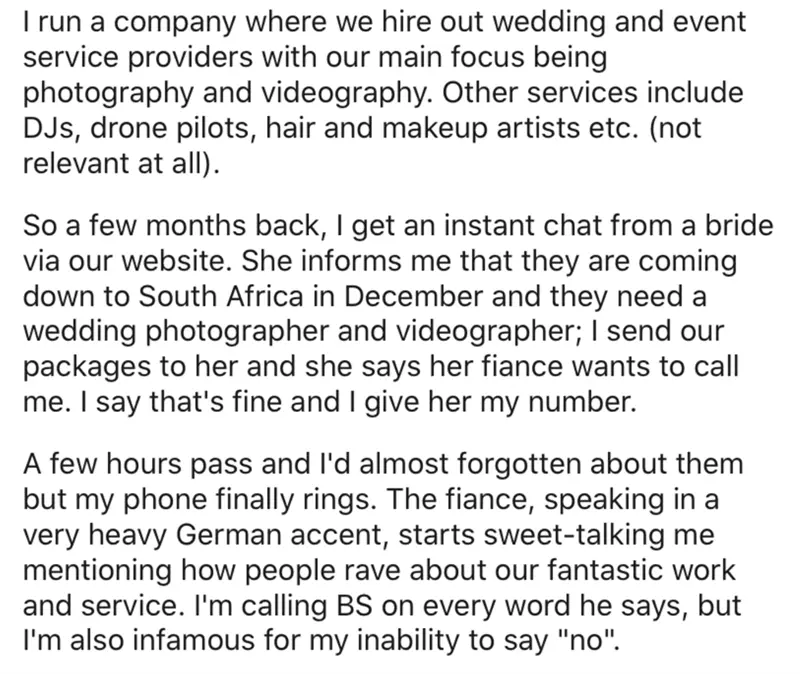 I run a company where we hire out wedding and event
service providers with our main focus being
photography and videography. Other services include
DJs, drone pilots, hair and makeup artists etc. (not
relevant at all).
So a few months back, I get an instant chat from a bride
via our website. She informs me that they are coming
down to South Africa in December and they need a
wedding photographer and videographer; I send our
packages to her and she says her fiance wants to call
me. I say that's fine and I give her my number.
A few hours pass and I'd almost forgotten about them
but my phone finally rings. The fiance, speaking in a
very heavy German accent, starts sweet-talking me
mentioning how people rave about our fantastic work
and service. I'm calling BS on every word he says, but
I'm also infamous for my inability to say "no".